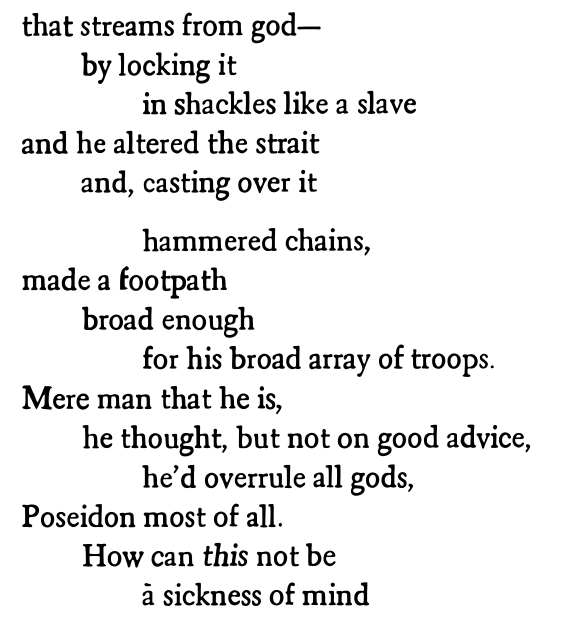 that streams from god—
by locking it
in shackles like a slave
and he altered the strait
and, casting over it
hammered chains,
made a footpath
broad enough
for his broad array of troops.
Mere man that he is,
he thought, but not on good advice,
he'd overrule all gods,
Poseidon most of all.
How can this not be
a sickness of mind